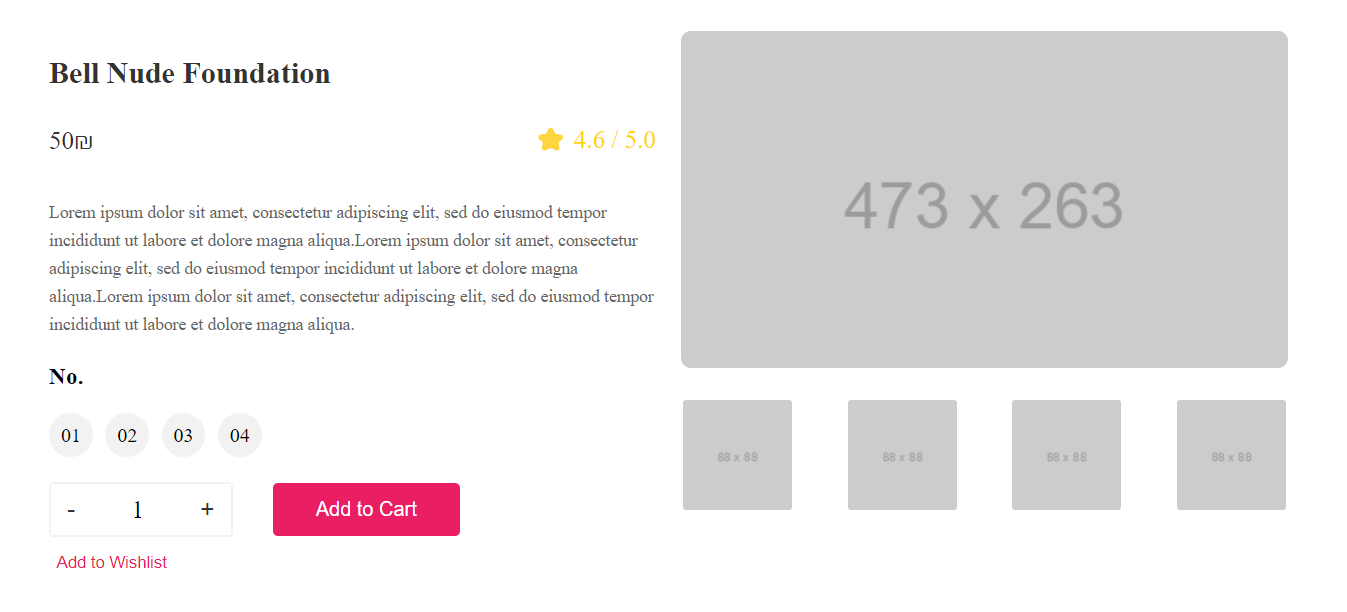 Bell Nude Foundation
50₪
4.6 / 5.0
Lorem ipsum dolor sit amet, consectetur adipiscing elit, sed do eiusmod tempor
incididunt ut labore et dolore magna aliqua.Lorem ipsum dolor sit amet, consectetur
adipiscing elit, sed do eiusmod tempor incididunt ut labore et dolore magna
aliqua.Lorem ipsum dolor sit amet, consectetur adipiscing elit, sed do eiusmod tempor
incididunt ut labore et dolore magna aliqua.
No.
01 02 03 04
- 1 +
Add to Cart
Add to Wishlist
473 x 263
88 x 88
88 x 88
88 x 88
88 x 88